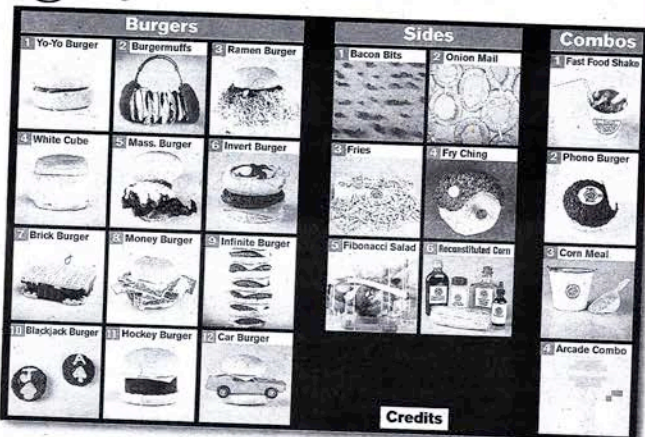 Burgers
1 Yo-Yo Burger
2 Burgermuffs
3 Ramen Burger
4 White Cube
5 Mass. Burger
6 Invert Burger
7 Brick Burger
8 Money Burger
9 Infinite Burger
10 Blackjack Burger
11 Hockey Burger
12 Car Burger
Sides
1 Bacon Bits
2 Onion Mail
3 Fries
4 Fry Ching
5 Fibonacci Salad
6 Reconstituted Corn
Combos
1 Fast Food Shake
2 Phono Burger
3 Corn Meal
4 Arcade Combo
Credits